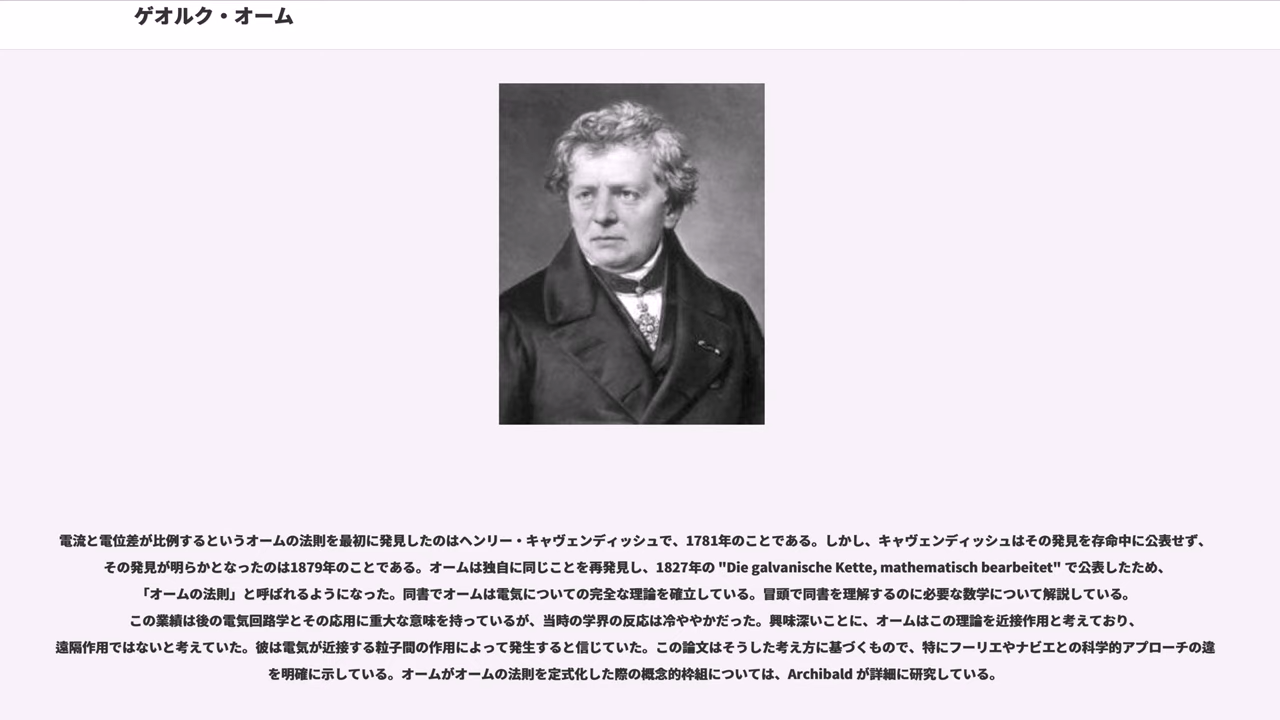 ゲオルク・オーム
電流と電位差が比例するというオームの法則を最初に発見したのはヘンリー・キャヴェンディッシュで、1781年のことである。しかし、キャヴェンディッシュはその発見を存命中に公表せず、
その発見が明らかとなったのは1879年のことである。オームは独自に同じことを再発見し、1827年の "Die galvanische Kette, mathematisch bearbeitet" で公表したため、
「オームの法則」と呼ばれるようになった。同書でオームは電気についての完全な理論を確立している。冒頭で同書を理解するのに必要な数学について解説している。
この業績は後の電気回路学とその応用に重大な意味を持っているが、当時の学界の反応は冷ややかだった。興味深いことに、オームはこの理論を近接作用と考えており、
遠隔作用ではないと考えていた。彼は電気が近接する粒子間の作用によって発生すると信じていた。この論文はそうした考え方に基づくもので、特にフーリエやナビエとの科学的アプローチの違
を明確に示している。オームがオームの法則を定式化した際の概念的枠組については、Archibald が詳細に研究している。